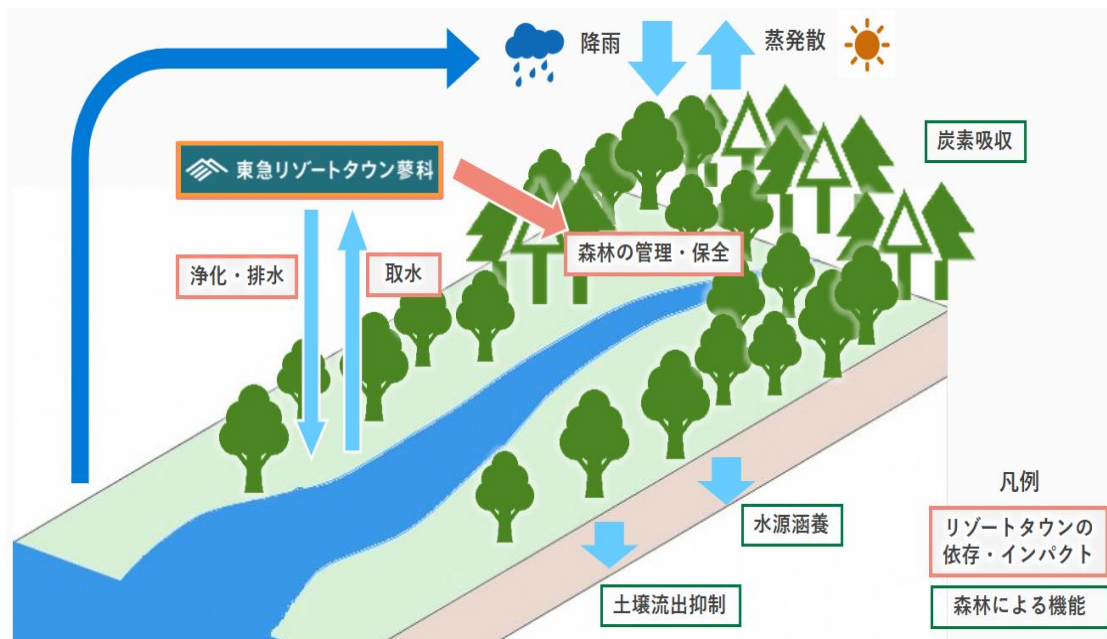 降雨
蒸発散
炭素吸収
東急リゾートタウン蓼科
森林の管理・保全
浄化・排水
取水
水源涵養
土壌流出抑制
凡例
リゾートタウンの
依存・インパクト
森林による機能